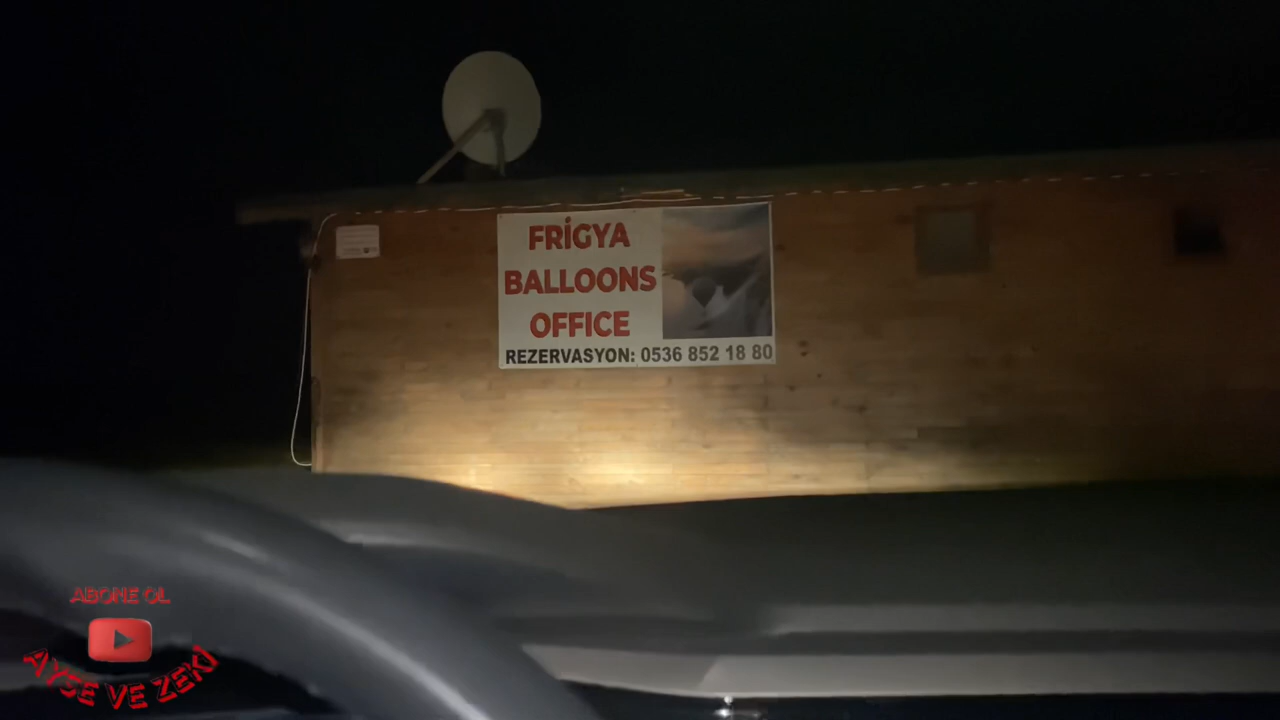 FRİGYA
BALLOONS
OFFICE
REZERVASYON: 0536 852 18 80
ABONE OL
AYŞE VE ZEKİ